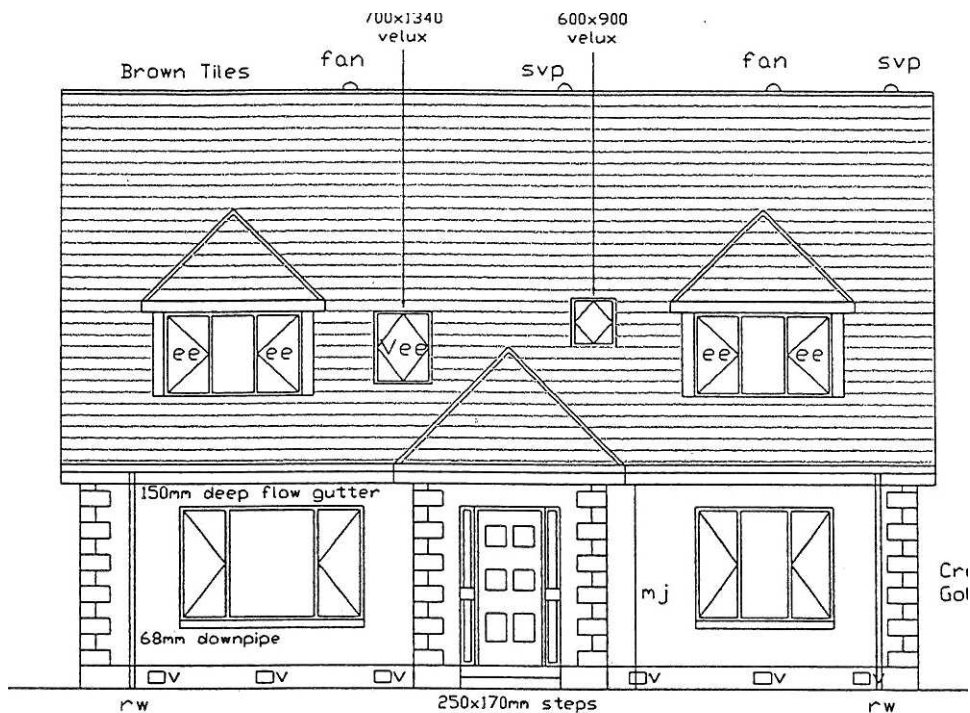 700x1340
velux
600x900
velux
Brown Tiles
fan
svp
fan
svp
ee
ee
Vee
ee
ee
150mm deep flow gutter
mj
68mm downpipe
v
v
v
v
v
v
rw
250x170mm steps
rw